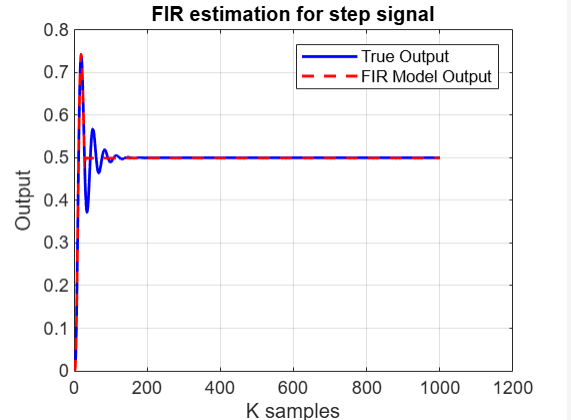 FIR estimation for step signal
0.8
0.7
0.6
0.5
0.4
0.3
0.2
0.1
0
Output
True Output
FIR Model Output
0 200 400 600 800 1000 1200
K samples